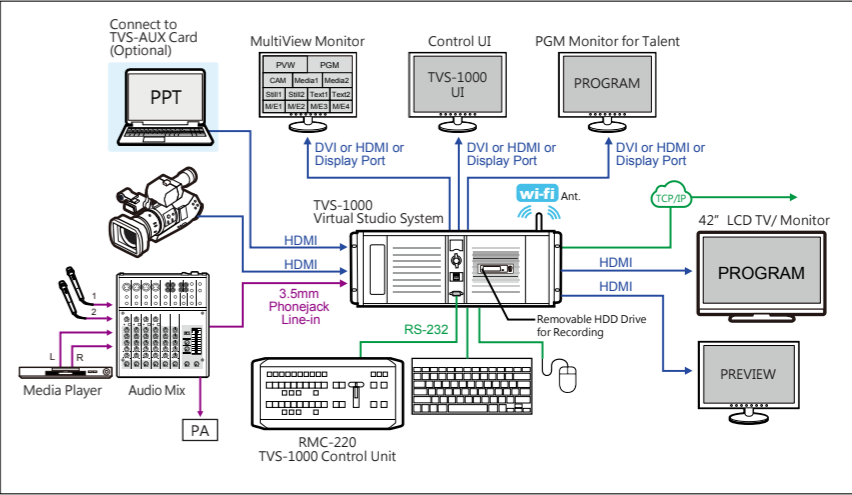 Connect to
TVS-AUX Card
(Optional)
PPT
MultiView Monitor
PVW PGM
CAM Media1 Media2
Still1 Still2 Text1 Text2
M/E1 M/E2 M/E3 M/E4
Control UI
TVS-1000
UI
PGM Monitor for Talent
PROGRAM
DVI or HDMI or
Display Port
DVI or HDMI or
Display Port
DVI or HDMI or
Display Port
TVS-1000
Virtual Studio System
wi-fi Ant.
TCP/IP
42" LCD TV/ Monitor
PROGRAM
HDMI
HDMI
HDMI
HDMI
3.5mm
Phonejack
Line-in
1
2
L R
Media Player
Audio Mix
PA
RS-232
Removable HDD Drive
for Recording
PREVIEW
RMC-220
TVS-1000 Control Unit